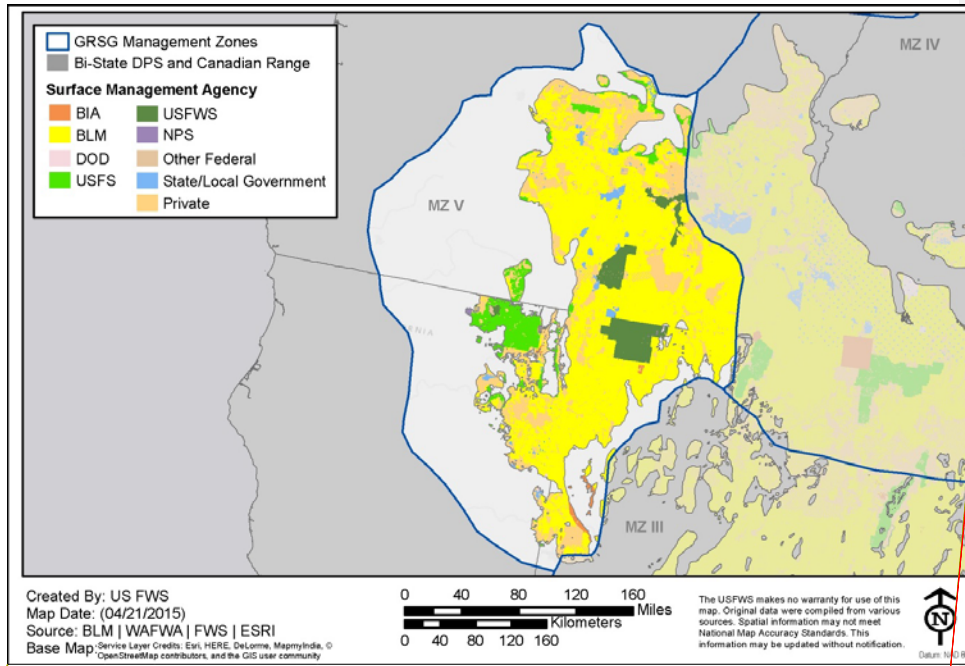 GRSG Management Zones
Bi-State DPS and Canadian Range
Surface Management Agency
BIA
BLM
DOD
USFS
USFWS
NPS
Other Federal
State/Local Government
Private
MZ IV
MZ V
ENIA
MZ III
Created By: US FWS
Map Date: (04/21/2015)
Source: BLM | WAFWA | FWS | ESRI
Base Map: Service Layer Credits: Esri, HERE, DeLorme, MapmyIndia, ©
OpenStreetMap contributors, and the GIS user community
0 40 80 120 160
Miles
Kilometers
0 20 40 80 120 160
The USFWS makes no warranty for use of this
map. Original data were compiled from various
sources. Spatial information may not meet
National Map Accuracy Standards. This
information may be updated without notification.
N
Datum: NAD